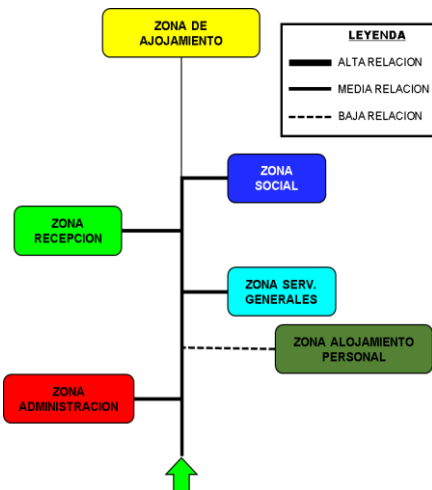 ZONA DE
AJOJAMIENTO
LEYENDA
ALTA RELACION
MEDIA RELACION
BAJA RELACION
ZONA
SOCIAL
ZONA
RECEPCION
ZONA SERV.
GENERALES
ZONA ALOJAMIENTO
PERSONAL
ZONA
ADMINISTRACION